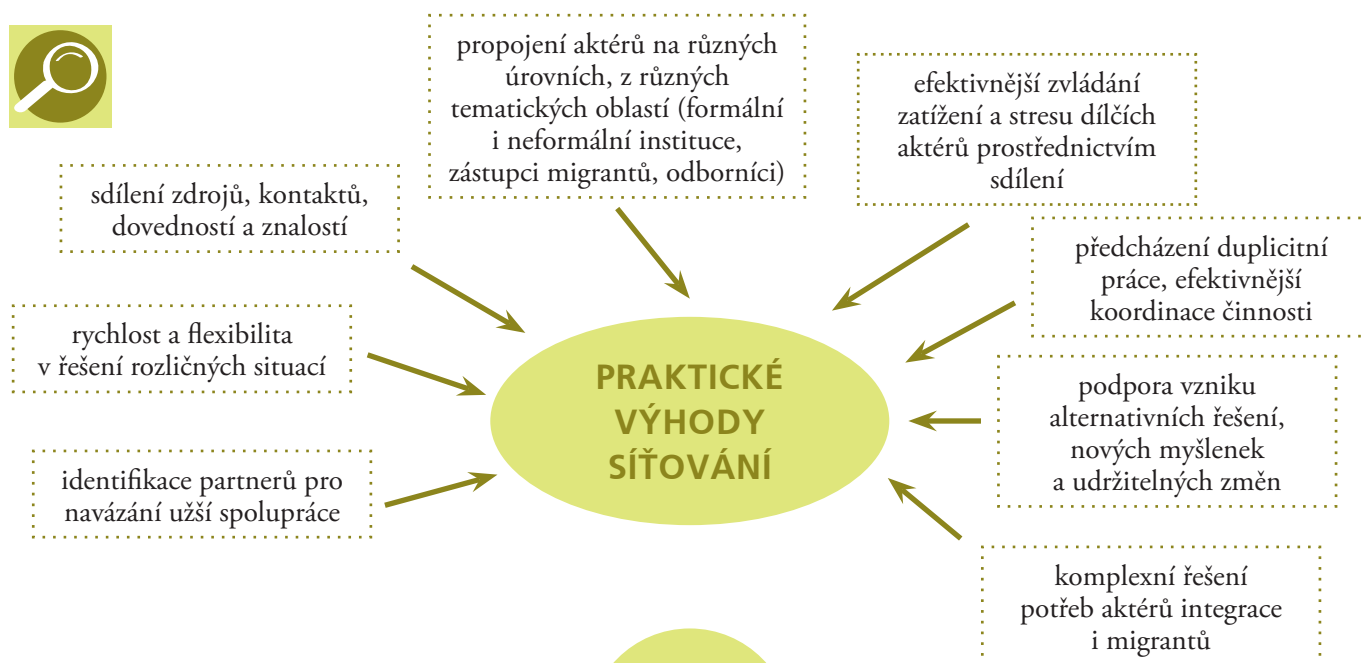 propojení aktérů na různých
úrovních, z různých
tematických oblastí (formální
i neformální instituce,
zástupci migrantů, odborníci)
efektivnější zvládání
zatížení a stresu dílčích
aktérů prostřednictvím
sdílení
sdílení zdrojů, kontaktů,
dovedností a znalostí
předcházení duplicitní
práce, efektivnější
koordinace činnosti
rychlost a flexibilita
v řešení rozličných situací
PRAKTICKÉ
VÝHODY
SÍŤOVÁNÍ
podpora vzniku
alternativních řešení,
nových myšlenek
a udržitelných změn
identifikace partnerů pro
navázání užší spolupráce
komplexní řešení
potřeb aktérů integrace
i migrantů